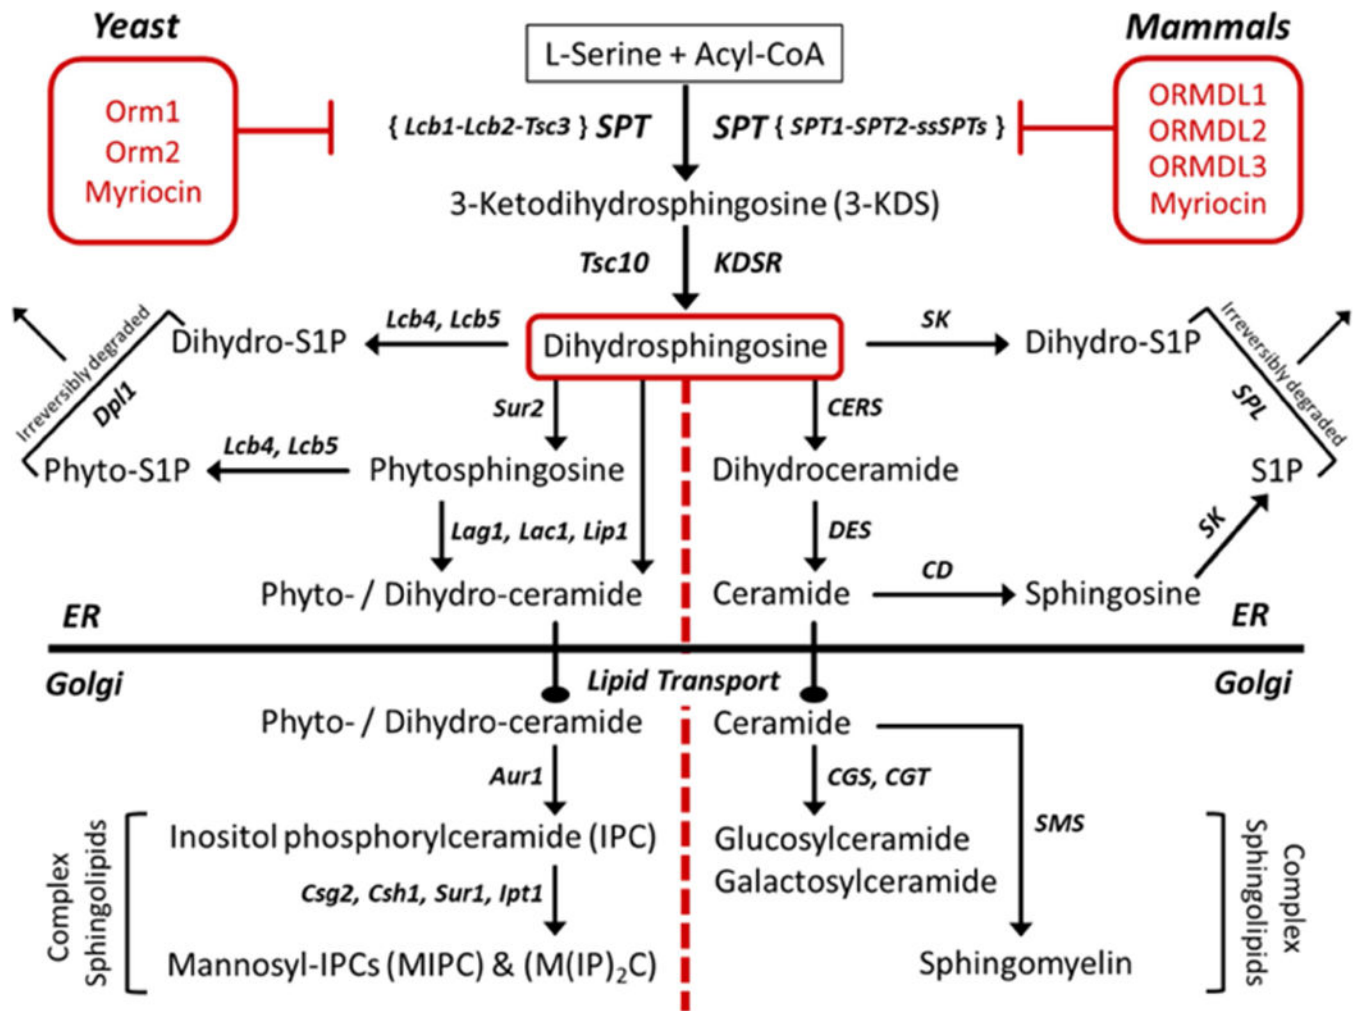 Yeast
Mammals
L-Serine + Acyl-CoA
Orm1
Orm2
Myriocin
{ Lcb1-Lcb2-Tsc3 } SPT
SPT { SPT1-SPT2-ssSPTs }
ORMDL1
ORMDL2
ORMDL3
Myriocin
3-Ketodihydrosphingosine (3-KDS)
Tsc10
KDSR
Irreversibly degraded
Dpl1
Dihydro-S1P
Lcb4, Lcb5
Dihydrosphingosine
SK
Dihydro-S1P
Irreversibly degraded
SPL
Sur2
CERS
Phyto-S1P
Lcb4, Lcb5
Phytosphingosine
Dihydroceramide
S1P
Lag1, Lac1, Lip1
DES
SK
Phyto- / Dihydro-ceramide
Ceramide
CD
Sphingosine
ER
ER
Golgi
Lipid Transport
Golgi
Phyto- / Dihydro-ceramide
Ceramide
Aur1
CGS, CGT
SMS
Complex
Sphingolipids
Inositol phosphorylceramide (IPC)
Glucosylceramide
Galactosylceramide
Csg2, Csh1, Sur1, Ipt1
Mannosyl-IPCs (MIPC) & (M(IP)₂C)
Sphingomyelin
Complex
Sphingolipids